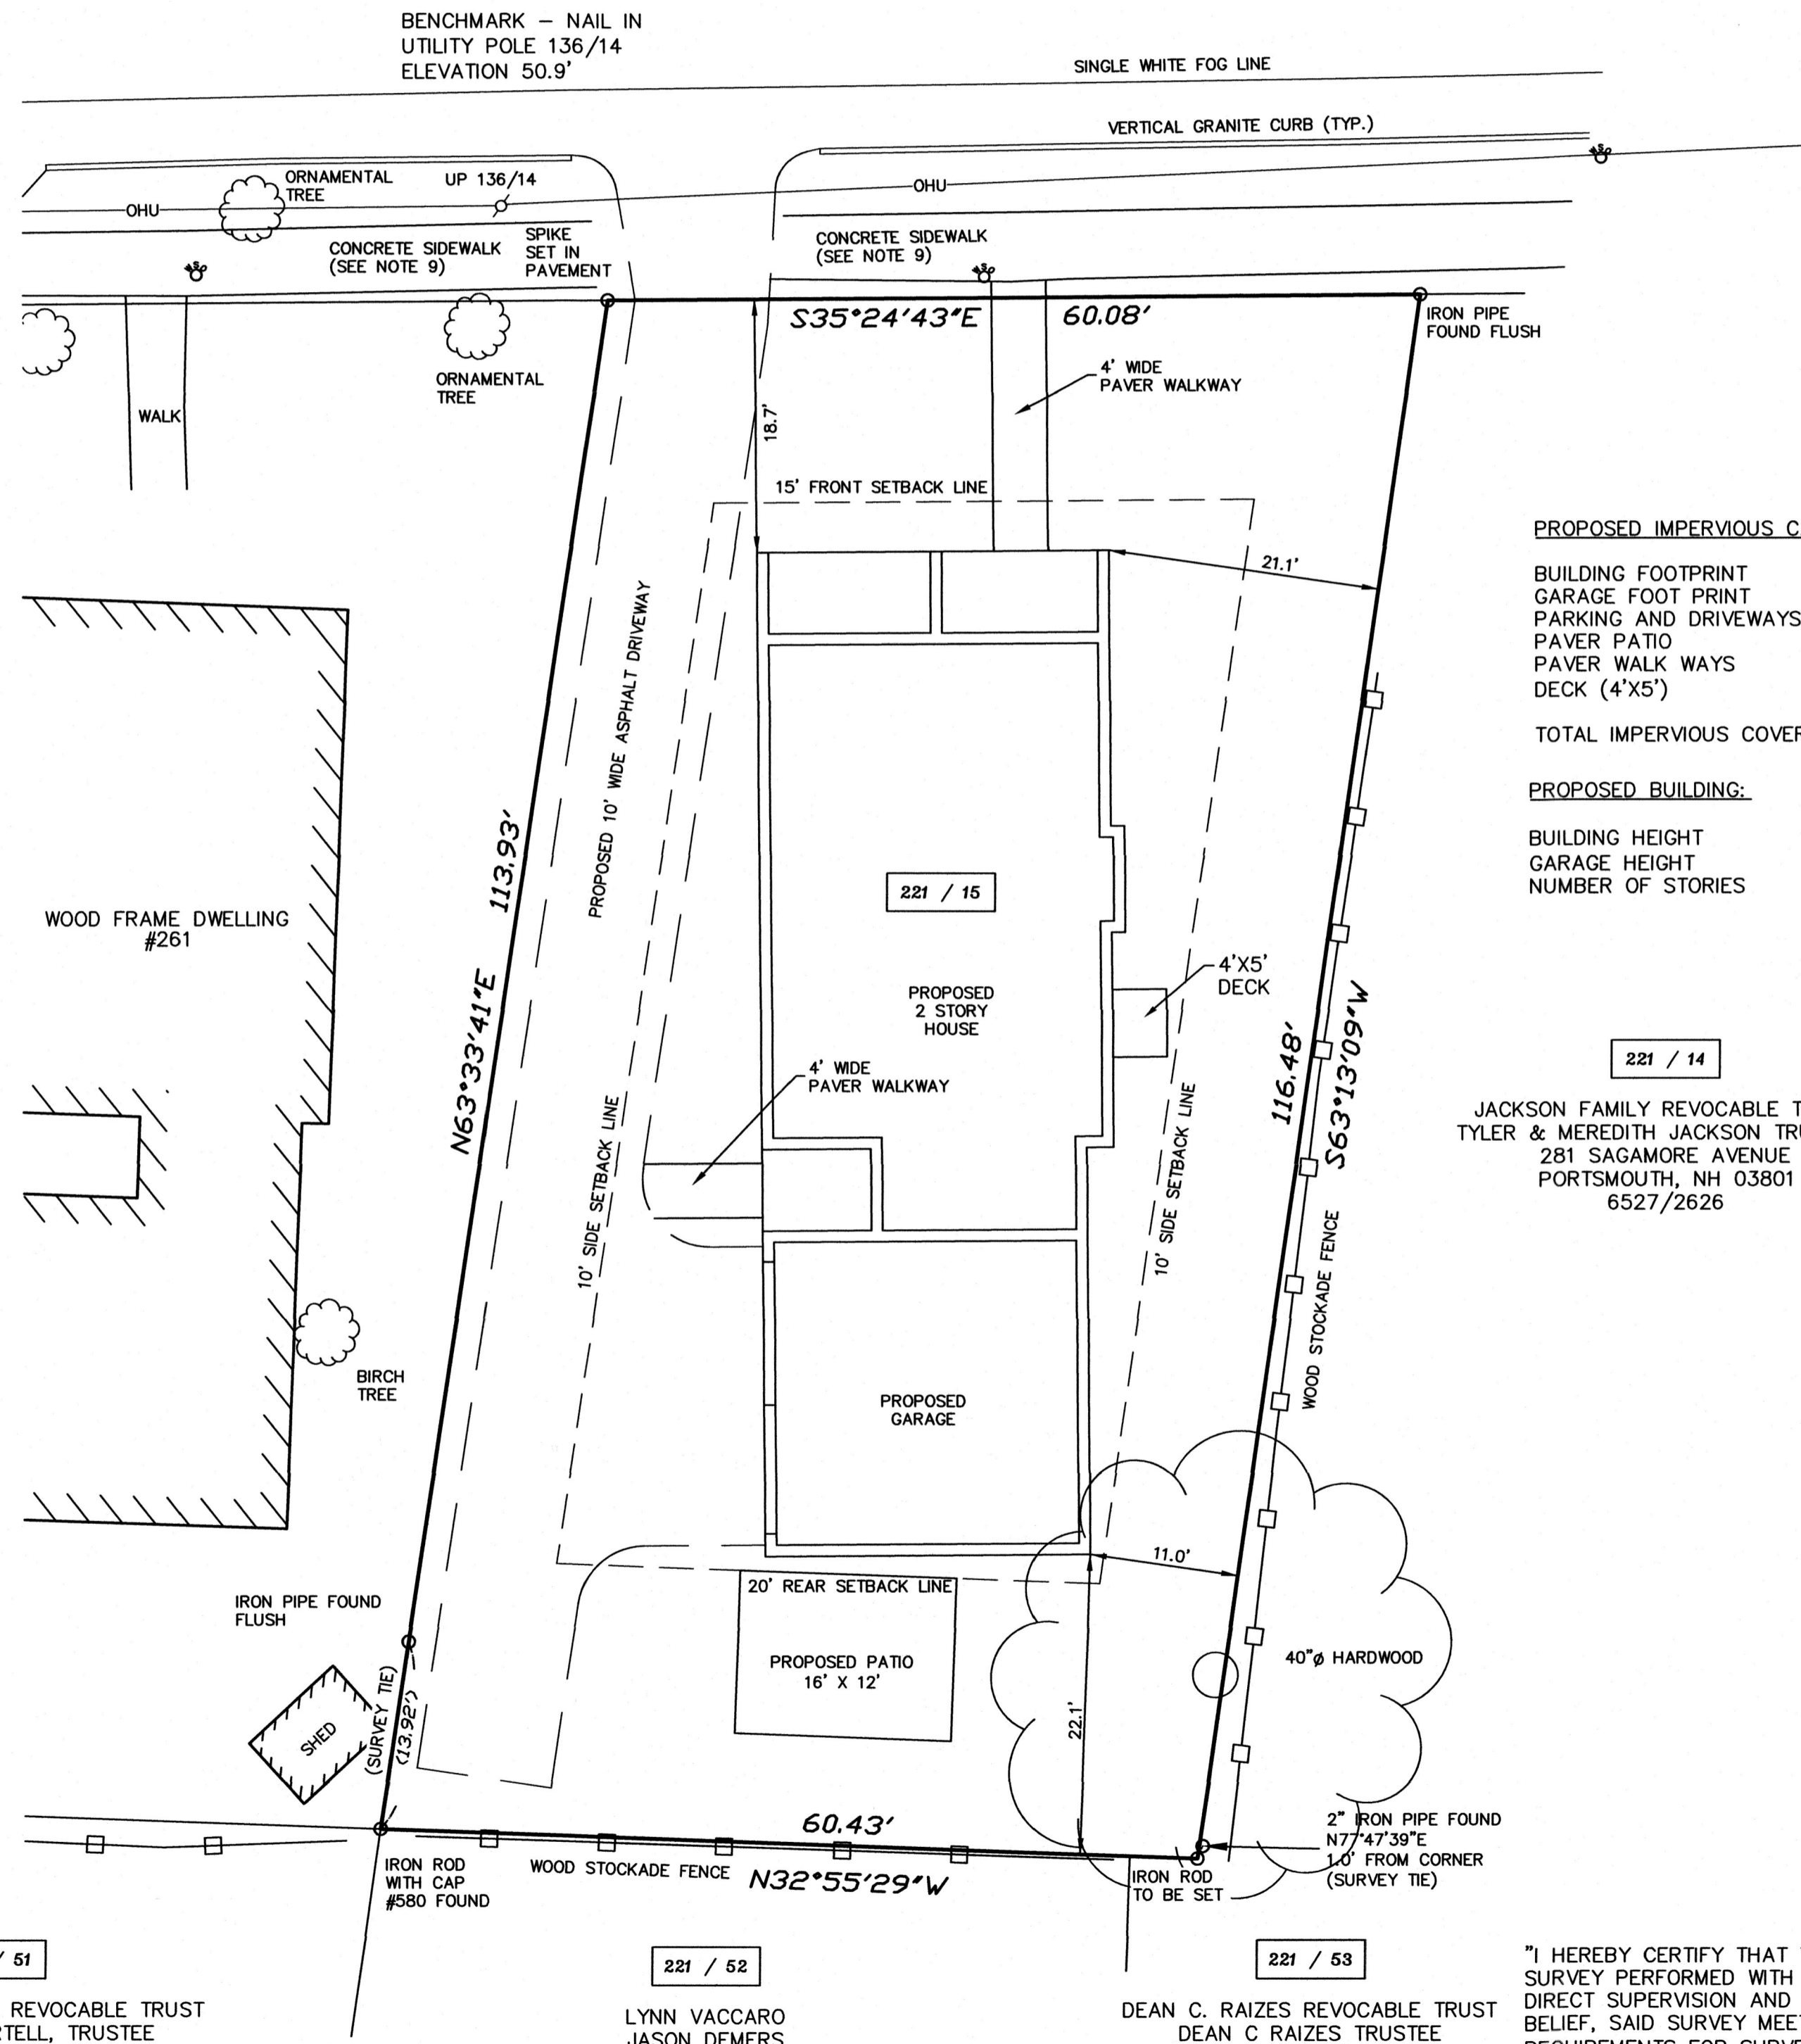 BENCHMARK – NAIL IN
UTILITY POLE 136/14
ELEVATION 50.9'
SINGLE WHITE FOG LINE
VERTICAL GRANITE CURB (TYP.)
ORNAMENTAL
TREE
UP 136/14
OHU
OHU
CONCRETE SIDEWALK
(SEE NOTE 9)
SPIKE
SET IN
PAVEMENT
CONCRETE SIDEWALK
(SEE NOTE 9)
S35°24'43"E
60.08'
IRON PIPE
FOUND FLUSH
ORNAMENTAL
TREE
WALK
4' WIDE
PAVER WALKWAY
18.7'
15' FRONT SETBACK LINE
21.1'
PROPOSED IMPERVIOUS
BUILDING FOOTPRINT
GARAGE FOOT PRINT
PARKING AND DRIVEWAYS
PAVER PATIO
PAVER WALK WAYS
DECK (4'X5')
TOTAL IMPERVIOUS
PROPOSED BUILDING:
BUILDING HEIGHT
GARAGE HEIGHT
NUMBER OF STORIES
PROPOSED 10' WIDE ASPHALT DRIVEWAY
113.93'
N63°33'41"E
WOOD FRAME DWELLING
#261
221 / 15
PROPOSED
2 STORY
HOUSE
4'X5'
DECK
4' WIDE
PAVER WALKWAY
10' SIDE SETBACK LINE
10' SIDE SETBACK LINE
116.48'
S63°13'09"W
WOOD STOCKADE FENCE
221 / 14
JACKSON FAMILY REVOCABLE
TYLER & MEREDITH JACKSON
281 SAGAMORE AVENUE
PORTSMOUTH, NH 03801
6527/2626
BIRCH
TREE
PROPOSED
GARAGE
11.0'
20' REAR SETBACK LINE
IRON PIPE FOUND
FLUSH
PROPOSED PATIO
16' X 12'
40"ø HARDWOOD
SHED
(SURVEY TIE)
(13.92')
22.1'
60.43'
N32°55'29"W
WOOD STOCKADE FENCE
IRON ROD
WITH CAP
#580 FOUND
IRON ROD
TO BE SET
2" IRON PIPE FOUND
N77°47'39"E
1.0' FROM CORNER
(SURVEY TIE)
/ 51
REVOCABLE TRUST
TRUSTEE
221 / 52
LYNN VACCARO
JASON DEMERS
221 / 53
DEAN C. RAIZES REVOCABLE TRUST
DEAN C RAIZES TRUSTEE
"I HEREBY CERTIFY THAT
SURVEY PERFORMED WITH
DIRECT SUPERVISION AND
BELIEF, SAID SURVEY
REQUIREMENTS FOR